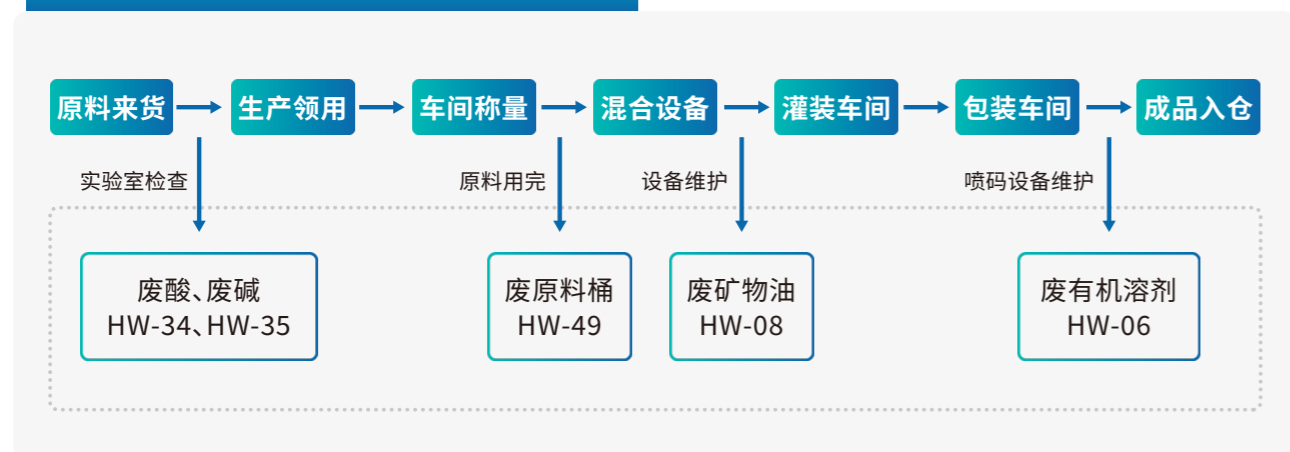 原料来货
生产领用
车间称量
混合设备
灌装车间
包装车间
成品入仓
实验室检查
原料用完
设备维护
喷码设备维护
废酸、废碱
HW-34、HW-35
废原料桶
HW-49
废矿物油
HW-08
废有机溶剂
HW-06